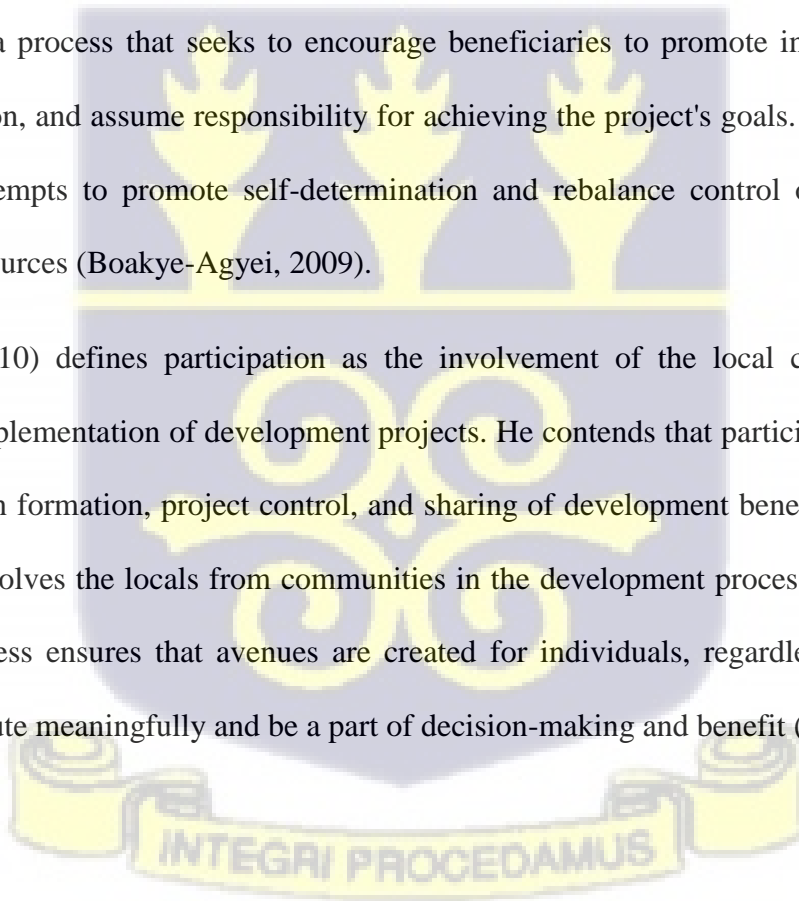 a process that seeks to encourage beneficiaries to promote in
on, and assume responsibility for achieving the project's goals.
empts to promote self-determination and rebalance control o
urces (Boakye-Agyei, 2009).
10) defines participation as the involvement of the local c
plementation of development projects. He contends that partici
n formation, project control, and sharing of development bene
olves the locals from communities in the development proces
ess ensures that avenues are created for individuals, regardle
ute meaningfully and be a part of decision-making and benefit (
INTEGRI PROCEDAMUS